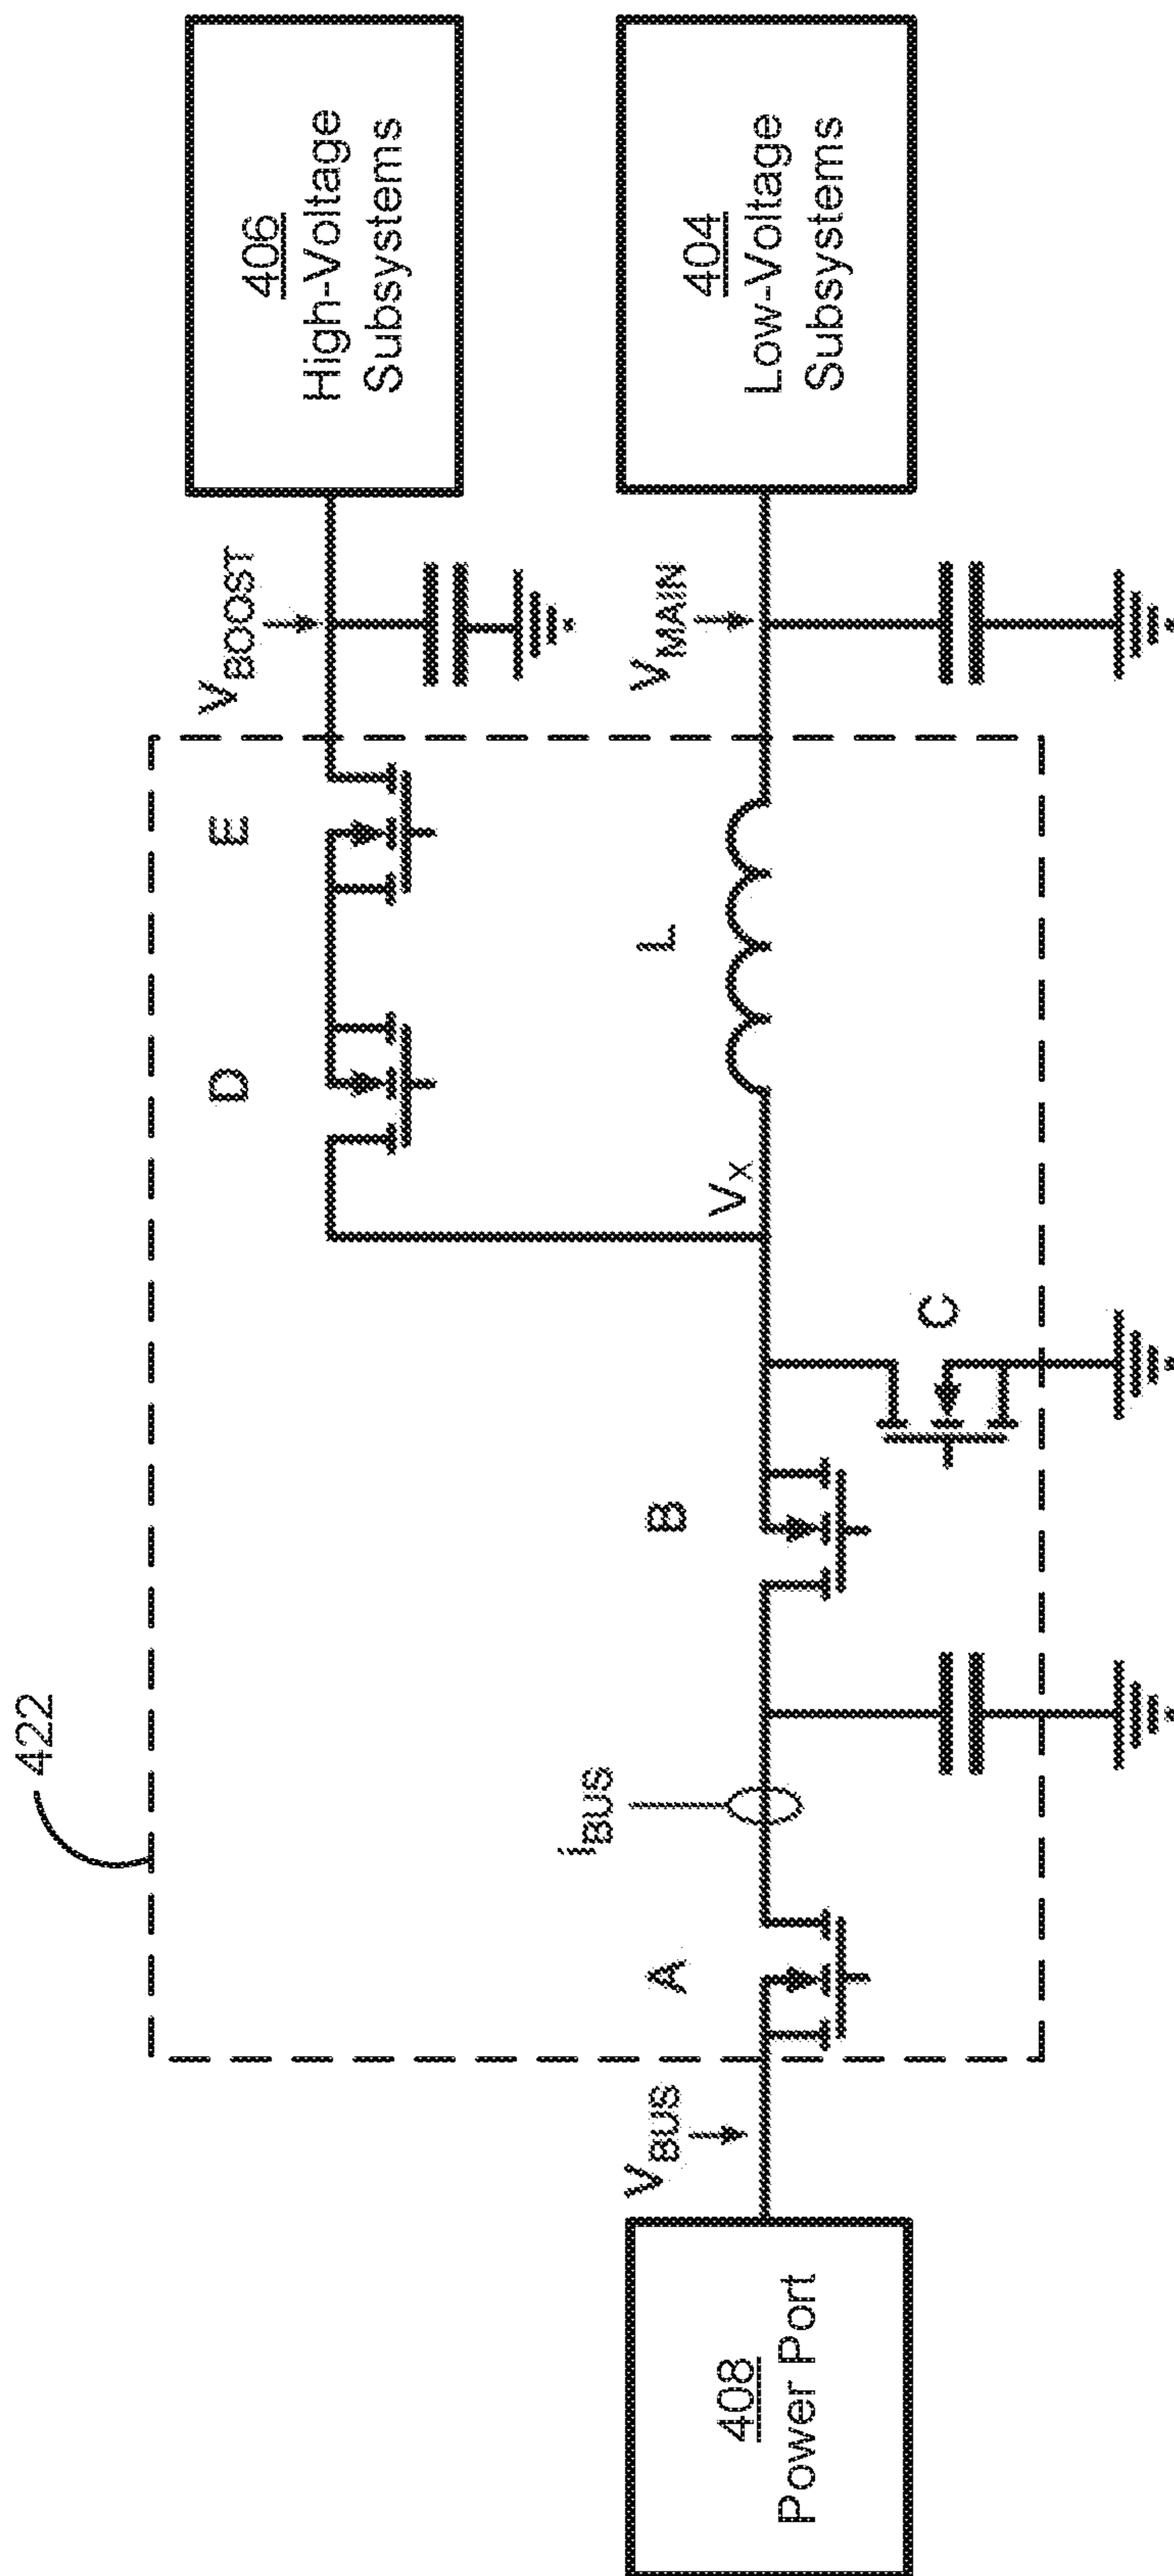 422
408
Power Port
VBUS
A
iBUS
B
C
VX
D
E
L
VBOOST
VMAIN
406
High-Voltage
Subsystems
404
Low-Voltage
Subsystems